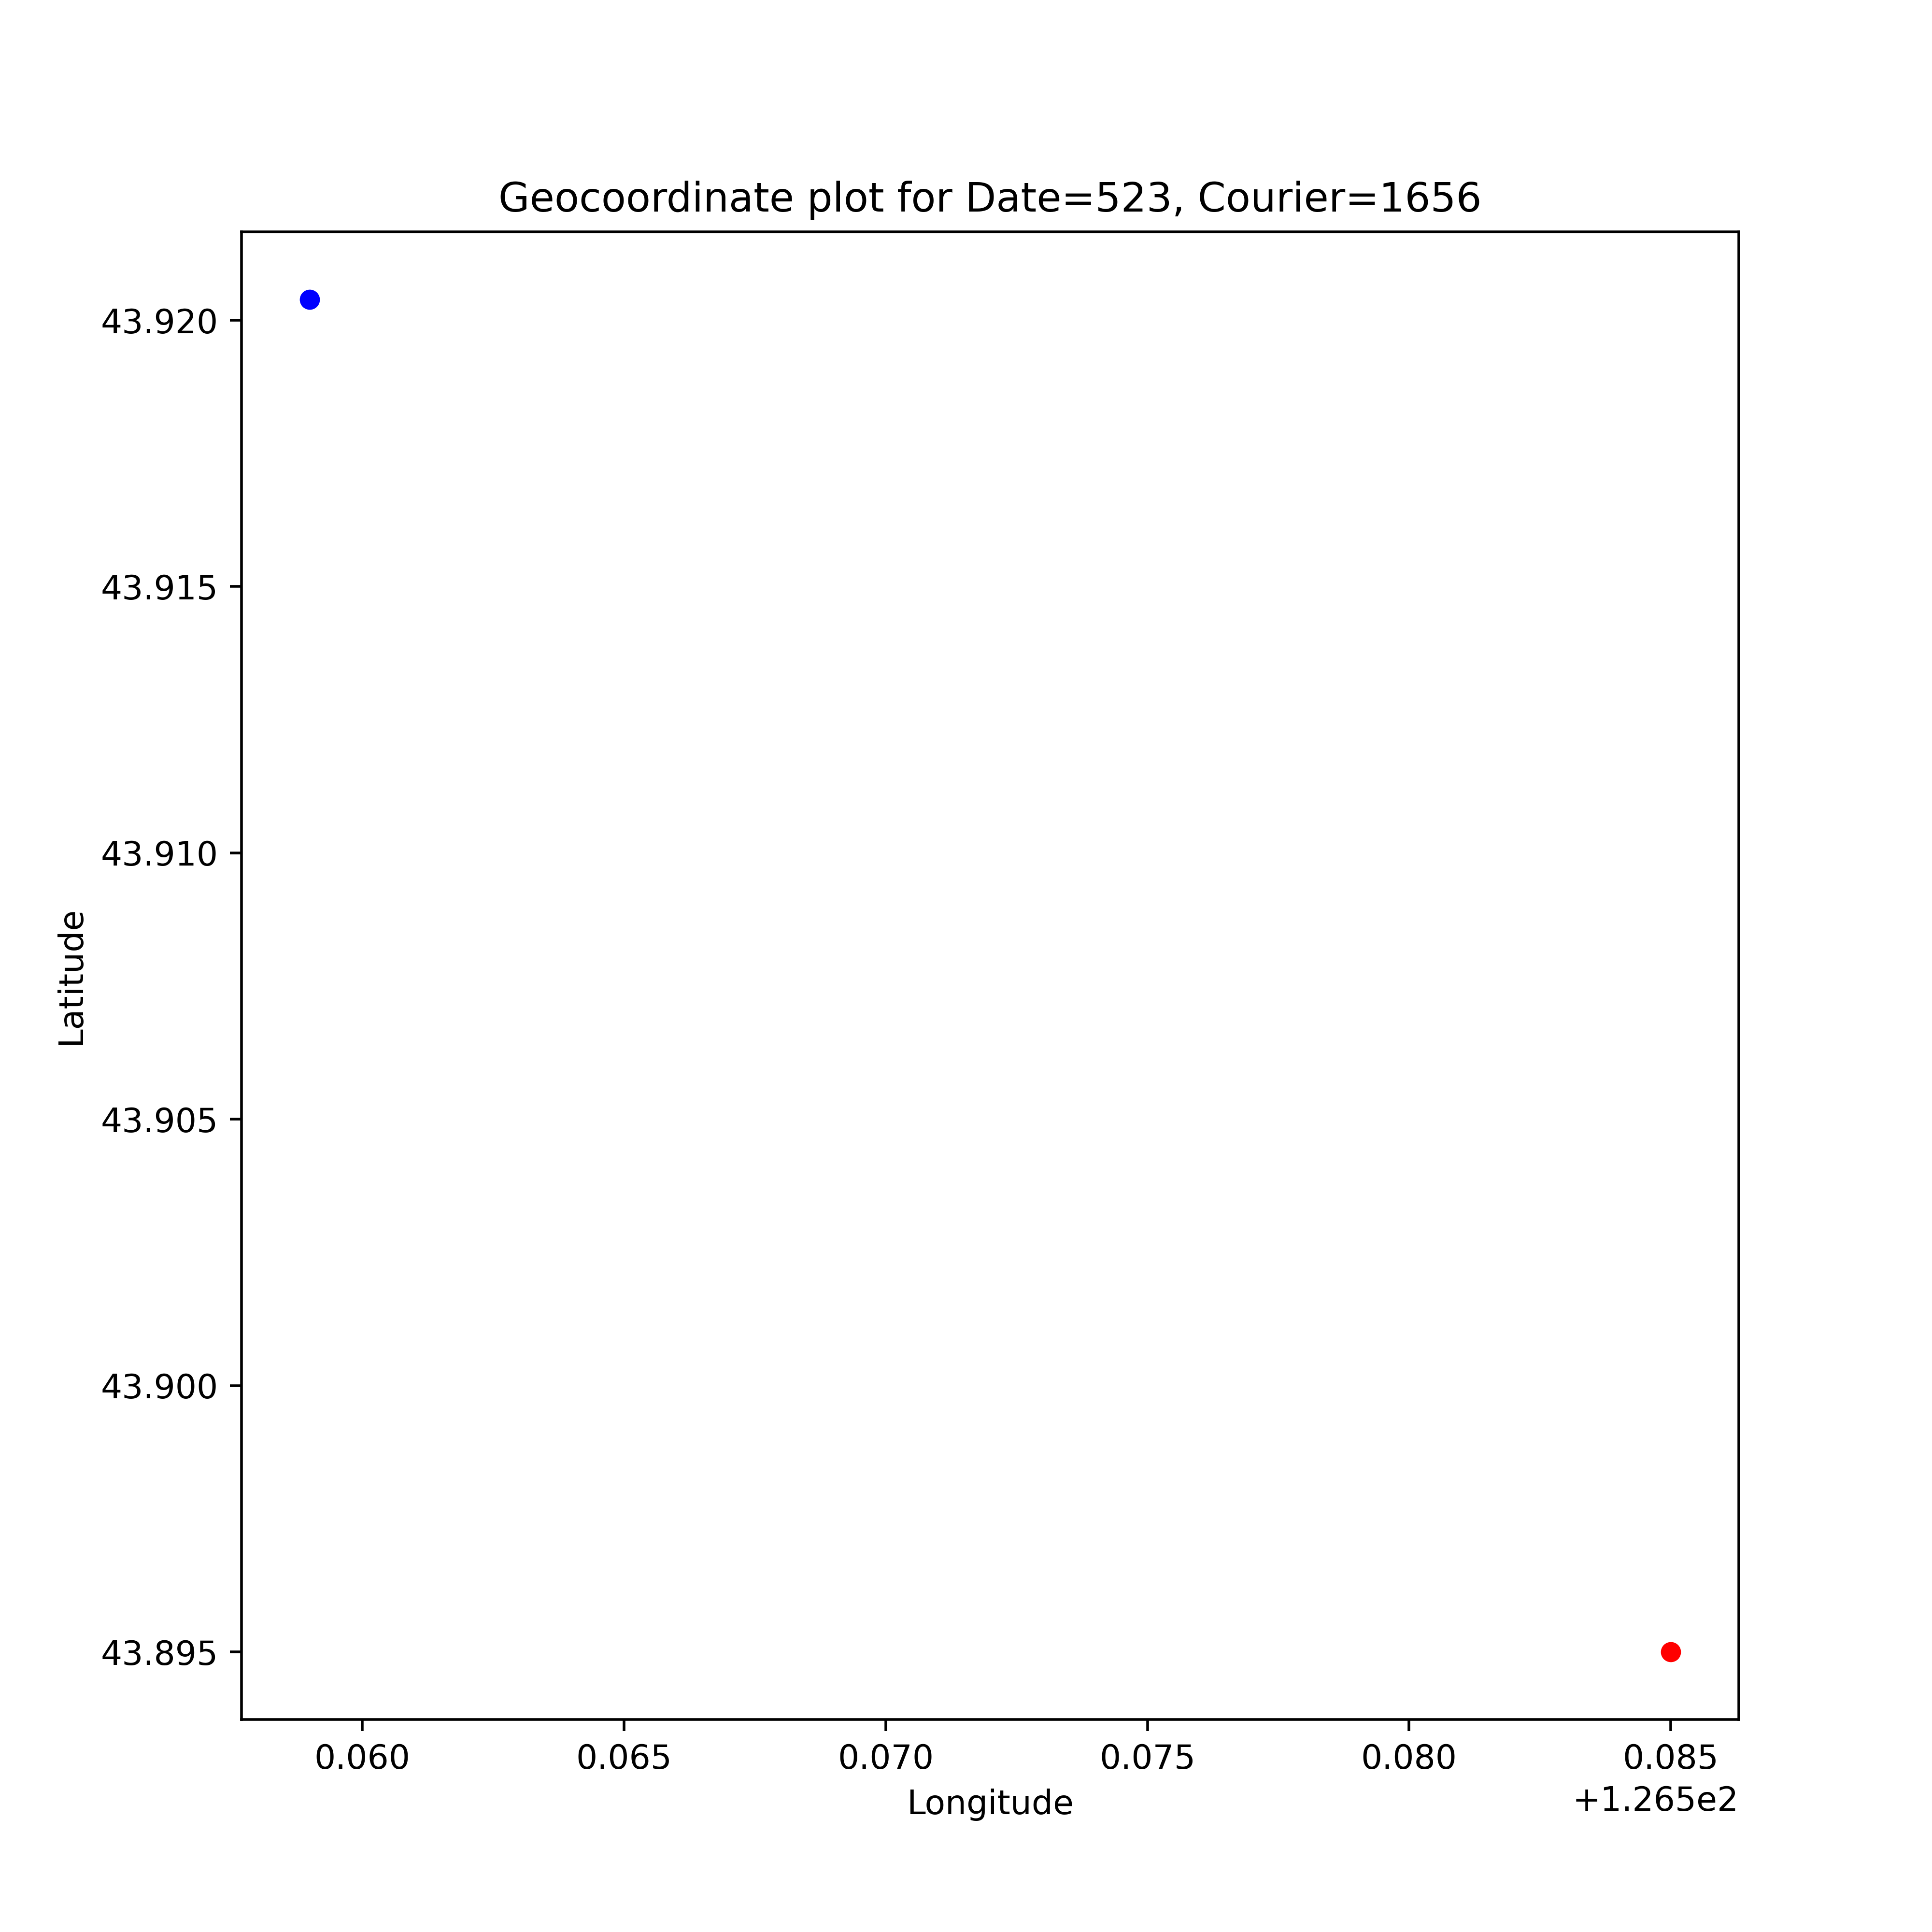 Geocoordinate plot for Date=523, Courier=1656
43.920
43.915
43.910
43.905
43.900
43.895
Latitude
0.060 0.065 0.070 0.075 0.080 0.085
+1.265e2
Longitude